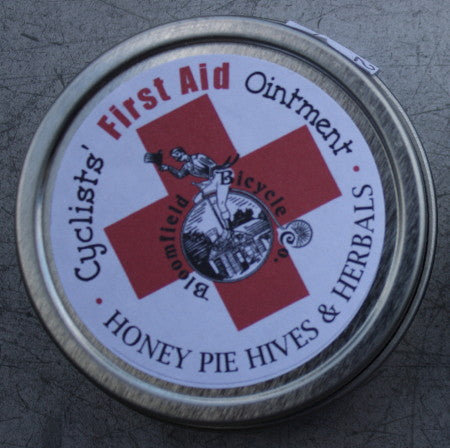 Cyclists' First Aid Ointment
Bloomfield Bicycle Co.
• HONEY PIE HIVES & HERBALS •